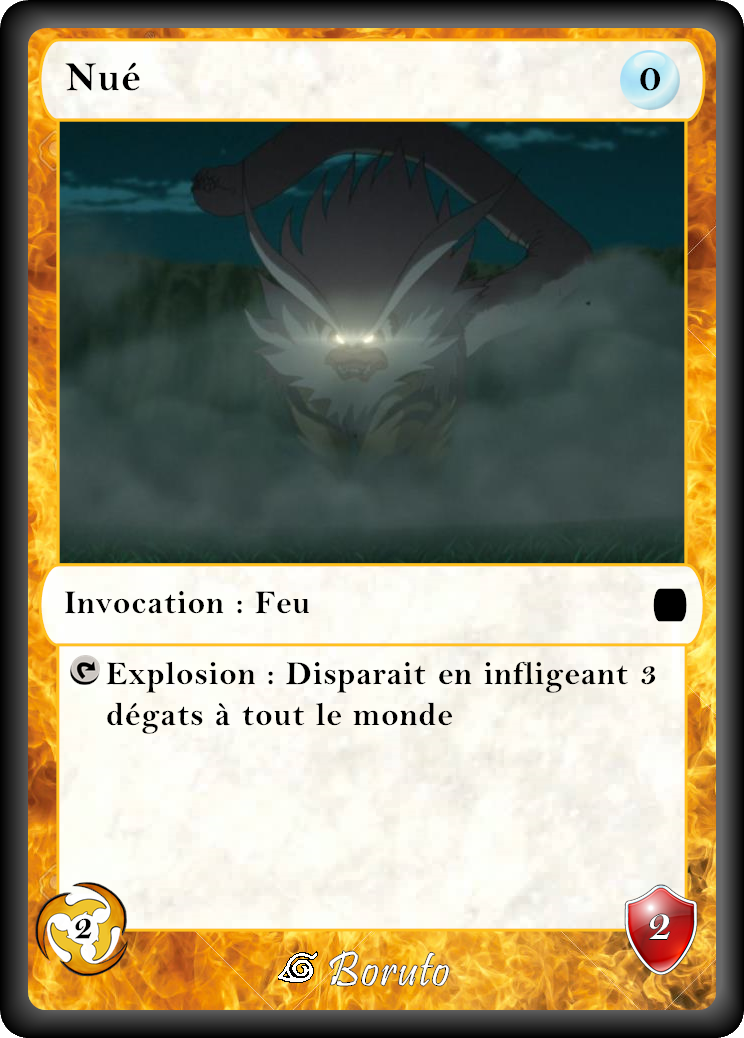 Nué
0
Invocation : Feu
Explosion : Disparait en infligeant 3
dégats à tout le monde
2
2
Boruto